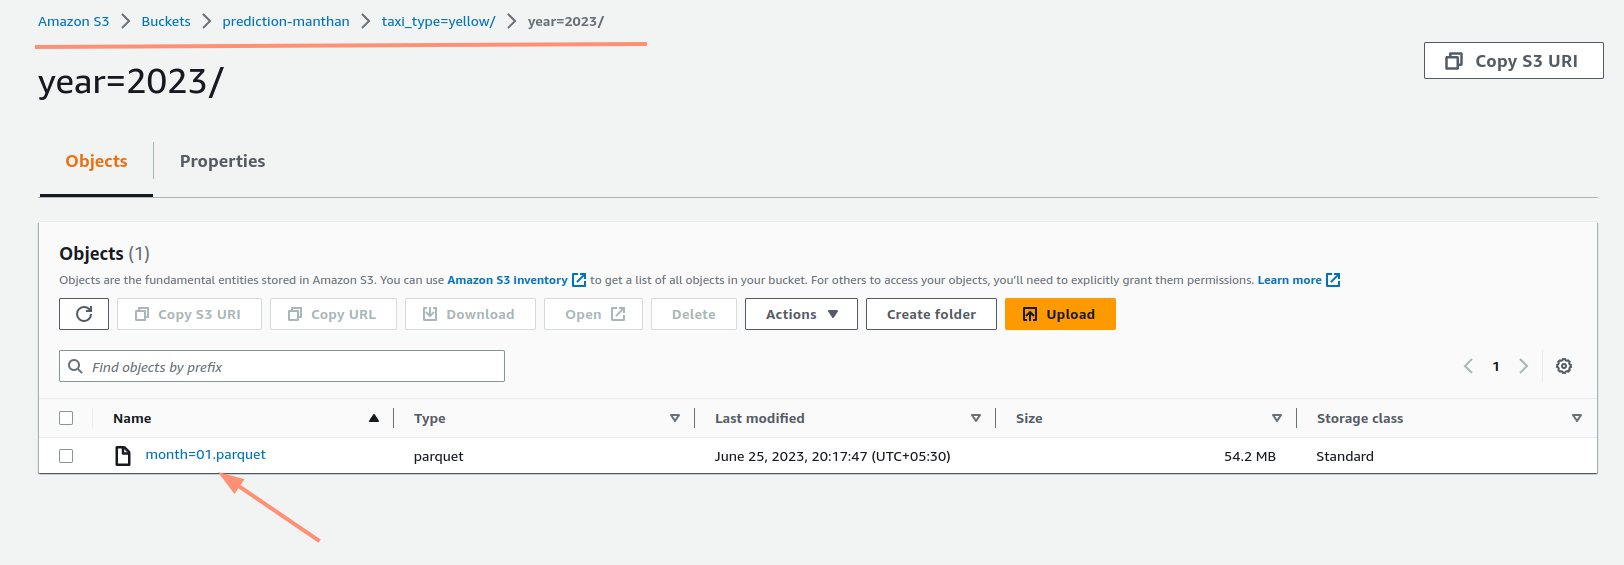 Amazon S3 > Buckets > prediction-manthan > taxi_type=yellow/ > year=2023/
year=2023/
Copy S3 URI
Objects Properties
Objects (1)
Objects are the fundamental entities stored in Amazon S3. You can use Amazon S3 inventory to get a list of all objects in your bucket. For others to access your objects, you'll need to explicitly grant them permissions. Learn more
Copy S3 URI Copy URL Download Open Delete Actions Create folder Upload
Find objects by prefix
1
Name Type Last modified Size Storage class
month=01.parquet parquet June 25, 2023, 20:17:47 (UTC+05:30) 54.2 MB Standard